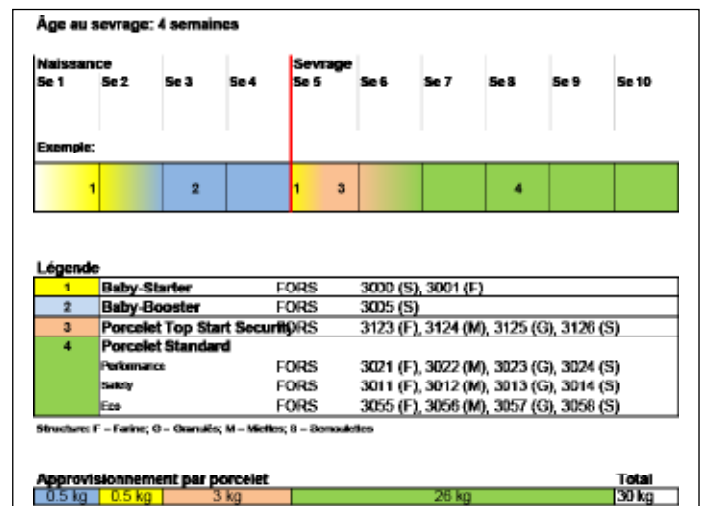 Âge au sevrage: 4 semaines
Naissance Sevrage
Se 1 Se 2 Se 3 Se 4 Se 5 Se 6 Se 7 Se 8 Se 9 Se 10
Exemple:
1 2 1 3 4
Légende
1 Baby-Starter FORS 3000 (S), 3001 (F)
2 Baby-Booster FORS 3005 (S)
3 Porcelet Top Start Security FORS 3123 (F), 3124 (M), 3125 (G), 3126 (S)
4 Porcelet Standard
Performance FORS 3021 (F), 3022 (M), 3023 (G), 3024 (S)
Safety FORS 3011 (F), 3012 (M), 3013 (G), 3014 (S)
Eco FORS 3055 (F), 3056 (M), 3057 (G), 3058 (S)
Structure: F – Farine; G – Granulés; M – Miettes; S – Semoulettes
Approvisionnement par porcelet Total
0.5 kg 0.5 kg 3 kg 26 kg 30 kg